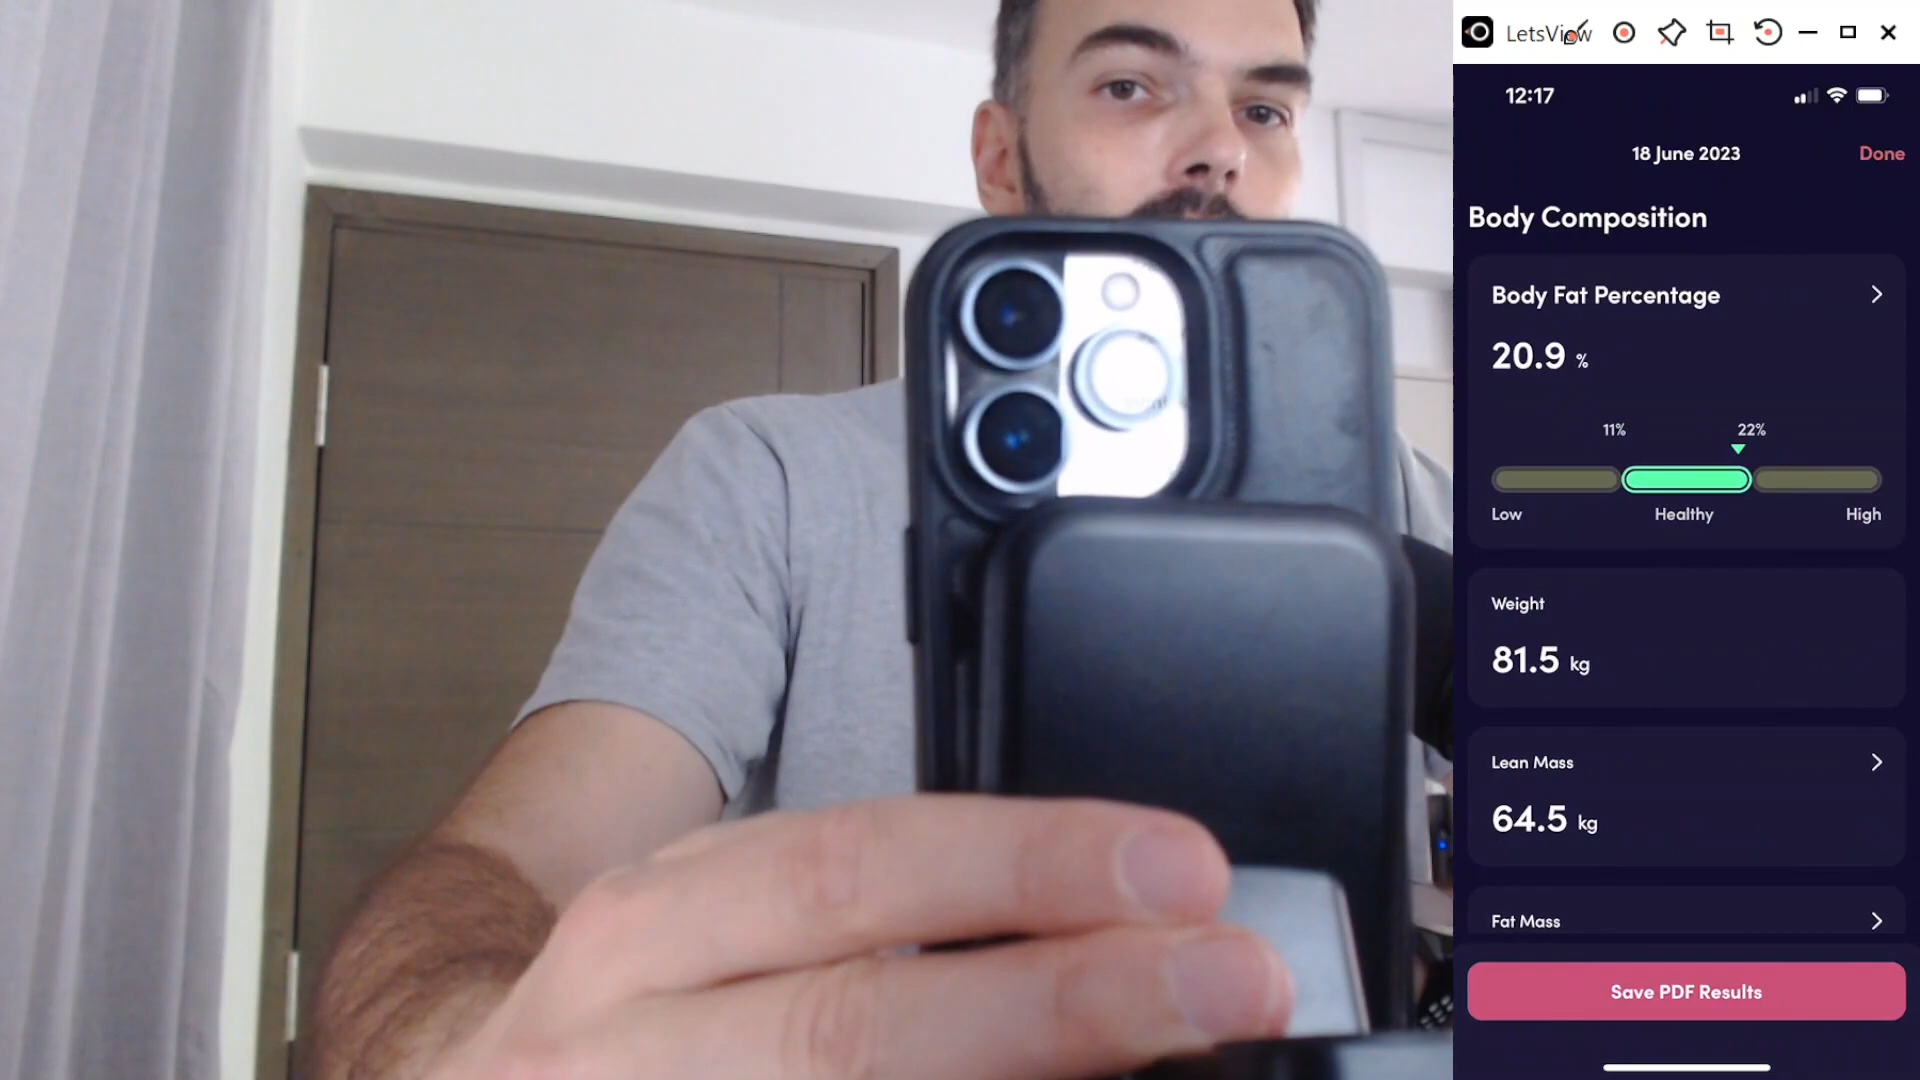 LetsView
12:17
18 June 2023
Done
Body Composition
Body Fat Percentage
20.9 %
11%
22%
Low
Healthy
High
Weight
81.5 kg
Lean Mass
64.5 kg
Fat Mass
Save PDF Results